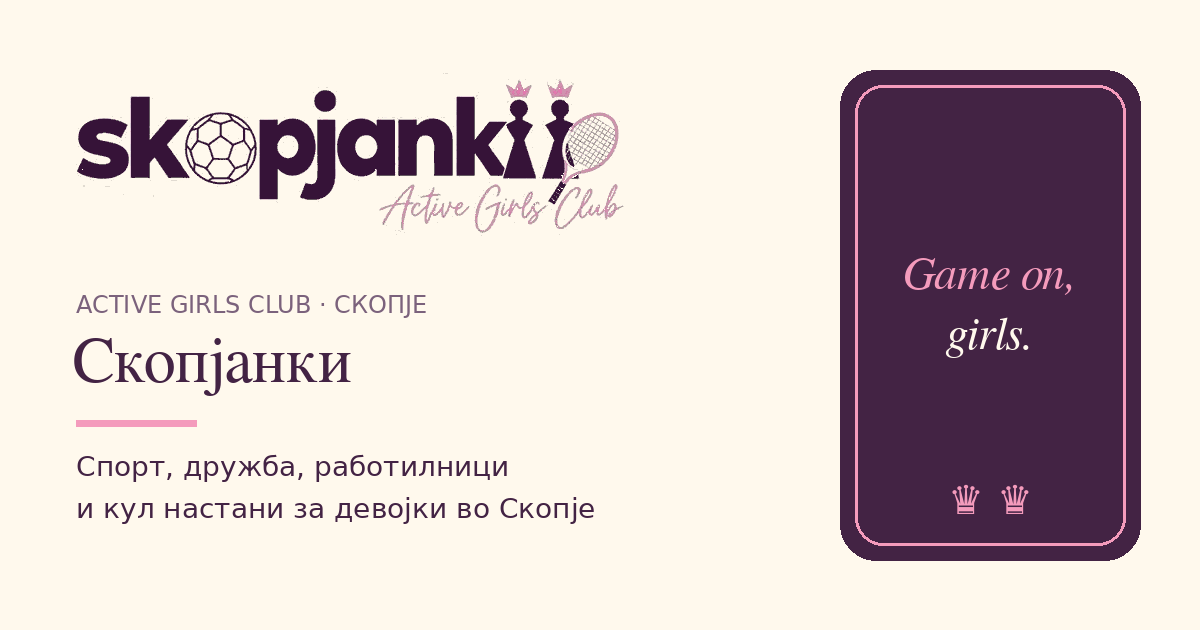 skopjankii
Active Girls Club
ACTIVE GIRLS CLUB · СКОПЈЕ
Скопјанки
Спорт, дружба, работилници
и кул настани за девојки во Скопје
Game on,
girls.